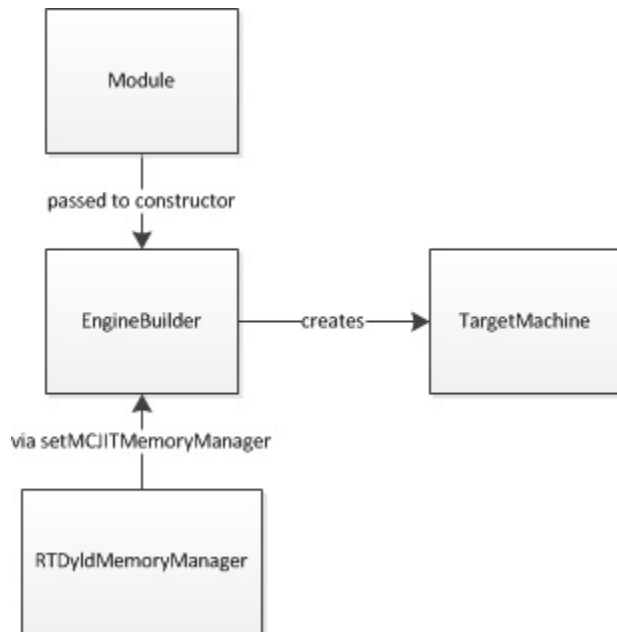 Module
passed to constructor
EngineBuilder
creates
TargetMachine
via setMCJITMemoryManager
RTDyldMemoryManager